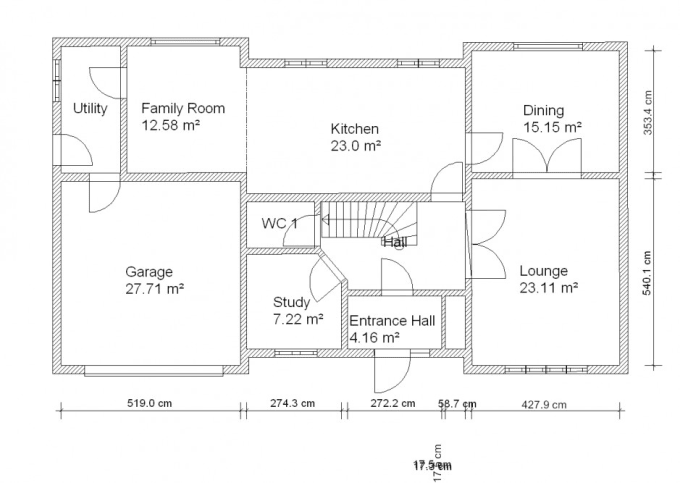 Utility
Family Room
12.58 m²
Kitchen
23.0 m²
Dining
15.15 m²
353.4 cm
WC 1
Hall
Garage
27.71 m²
Study
7.22 m²
Entrance Hall
4.16 m²
Lounge
23.11 m²
540.1 cm
519.0 cm
274.3 cm
272.2 cm
58.7 cm
427.9 cm